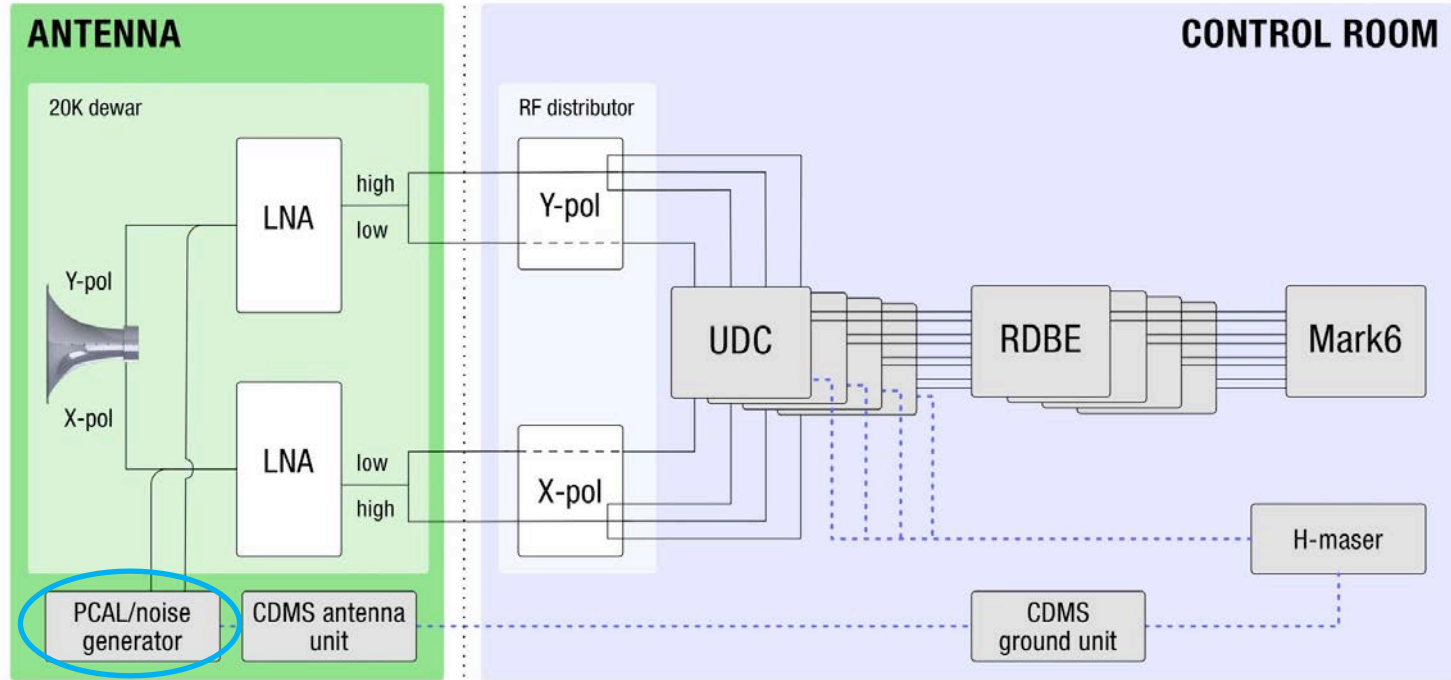 ANTENNA
CONTROL ROOM
20K dewar
RF distributor
LNA
high
low
Y-pol
Y-pol
X-pol
LNA
low
high
X-pol
UDC
RDBE
Mark6
H-maser
PCAL/noise
generator
CDMS antenna
unit
CDMS
ground unit